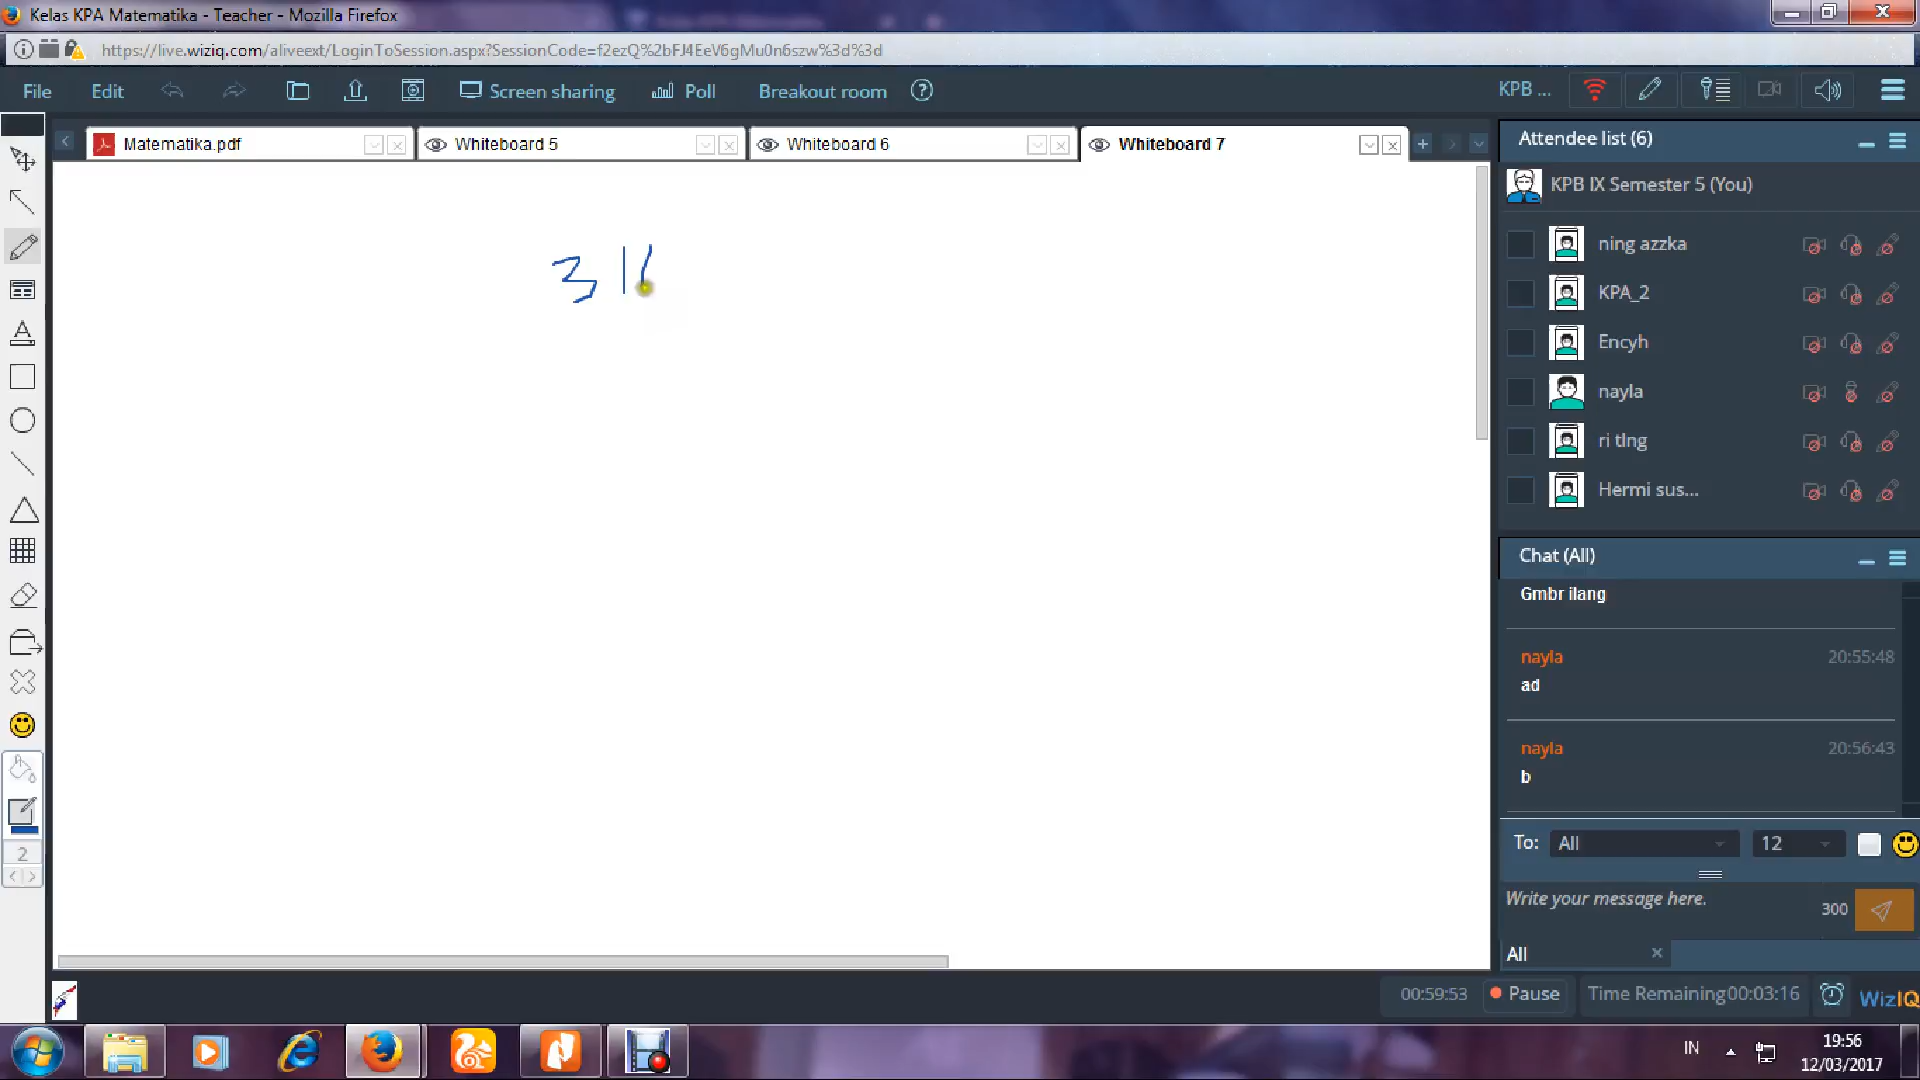 Kelas KPA Matematika - Teacher - Mozilla Firefox
https://live.wiziq.com/aliveext/LoginToSession.aspx?SessionCode=f2ezQ%2bFJ4EeV6gMu0n6szw%3d%3d
File Edit Screen sharing Poll Breakout room ? KPB ...
Matematika.pdf Whiteboard 5 Whiteboard 6 Whiteboard 7
Attendee list (6)
KPB IX Semester 5 (You)
ning azzka
KPA_2
Encyh
nayla
ri tlng
Hermi sus...
3 1
Chat (All)
Gmbr ilang
nayla 20:55:48
ad
nayla 20:56:43
b
To: All 12
Write your message here. 300
All
2
00:59:53 Pause Time Remaining 00:03:16 WizIQ
IN 19:56
12/03/2017